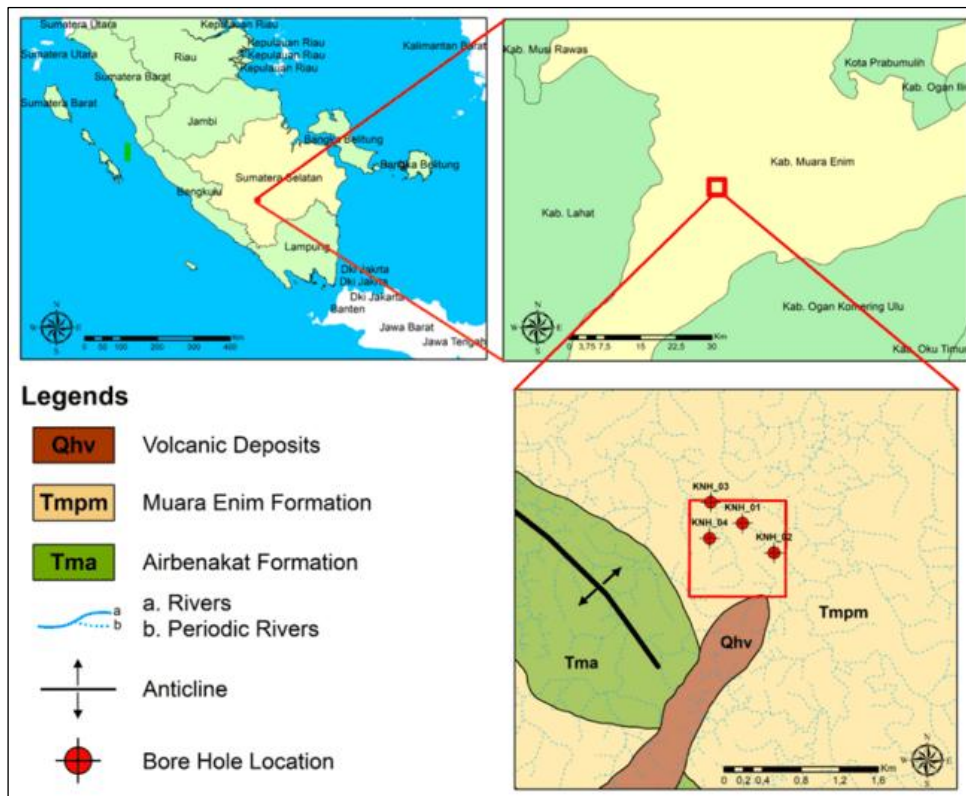 Sumatera Utara
Kepulauan Riau
Kalimantan Barat
Sumatera Utara
Riau
Kepulauan Riau
Kepulauan Riau
Kepulauan Riau
Sumatera Barat
Sumatera Barat
Jambi
Bangka Belitung
Bangka Belitung
Sumatera Selatan
Bengkulu
Lampung
Dki Jakrta
Dki Jakrta
Dki Jakarta
Banten
Jawa Barat
Jawa Tengah
N
W
E
S
Km
0 50 100 200 300 400
Kab. Musi Rawas
Kota Prabumulih
Kab. Ogan Ilir
Kab. Muara Enim
Kab. Lahat
Kab. Ogan Komering Ulu
Kab. Oku Timur
N
W
E
S
Km
0 3,75 7,5 15 22,5 30
Legends
Qhv Volcanic Deposits
Tmpm Muara Enim Formation
Tma Airbenakat Formation
a a. Rivers
b b. Periodic Rivers
Anticline
Bore Hole Location
KNH_03
KNH_01
KNH_04
KNH_02
Tmpm
Qhv
Tma
N
W
E
S
Km
0 0,2 0,4 0,8 1,2 1,6